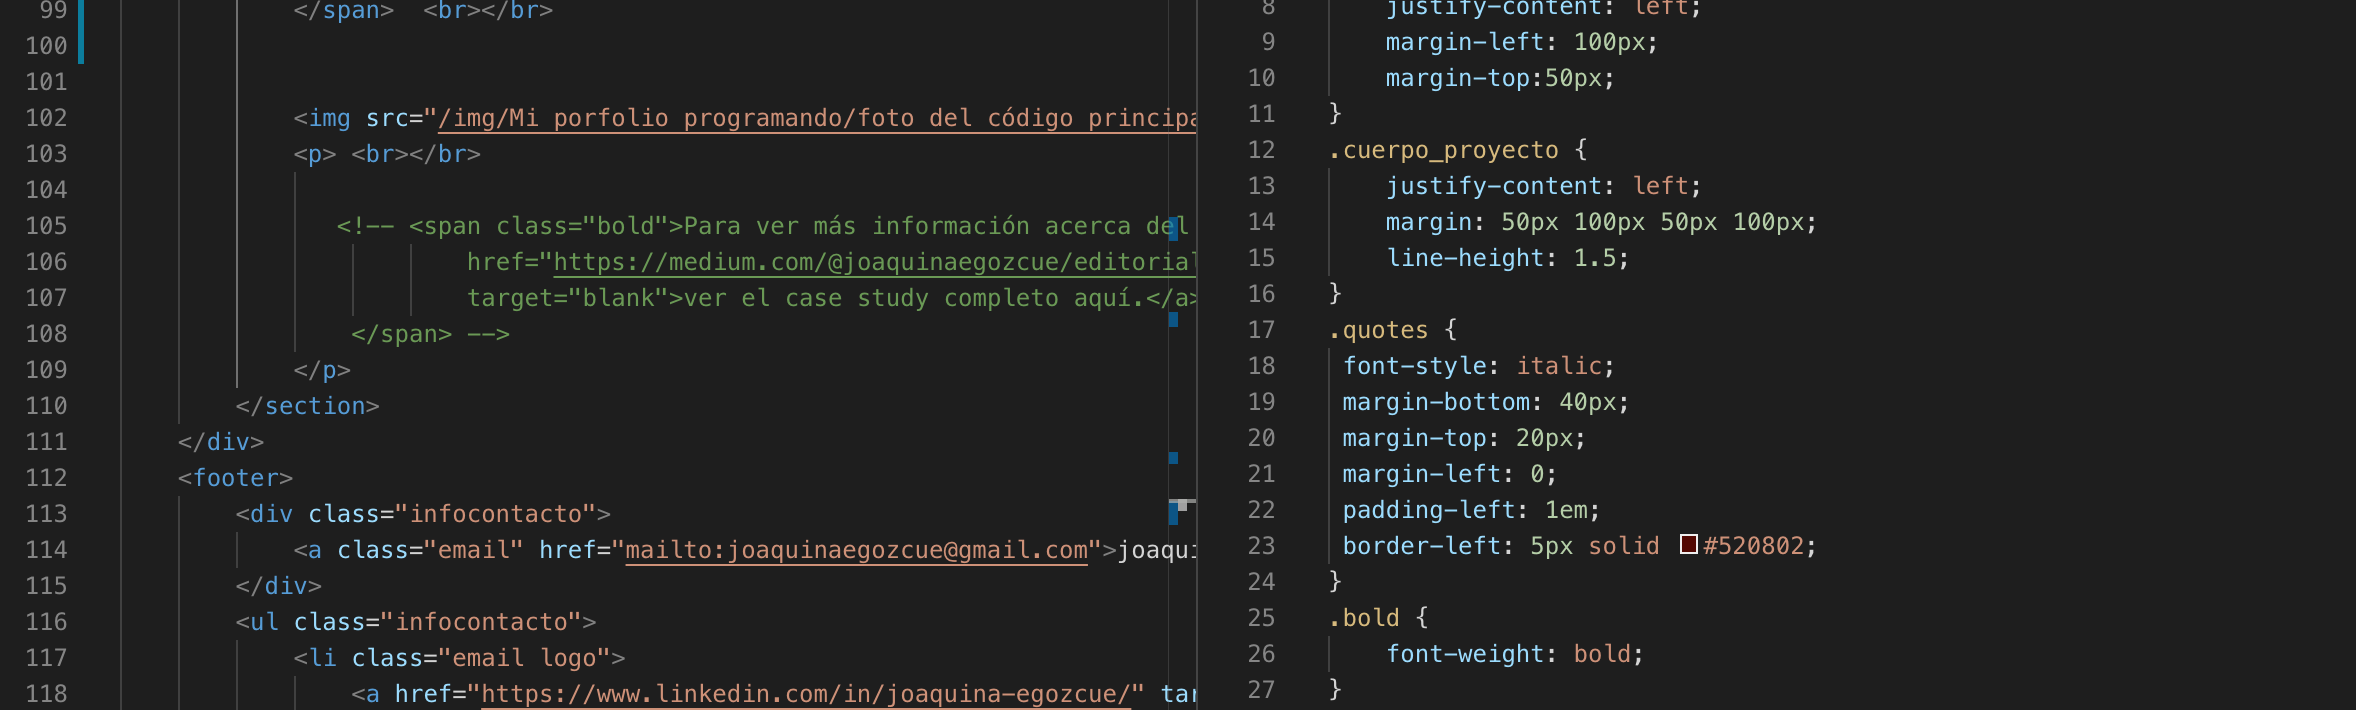 99 </span> <br></br>
100
101
102 <img src="/img/Mi porfolio programando/foto del código
103 <p> <br></br>
104
105 <!-- <span class="bold">Para ver más información acerca del
106 href="https://medium.com/@joaquinaegozcue/editorial
107 target="blank">ver el case study completo aquí.</a>
108 </span> -->
109 </p>
110 </section>
111 </div>
112 <footer>
113 <div class="infocontacto">
114 <a class="email" href="mailto:joaquinaegozcue@gmail.com">joaqui
115 </div>
116 <ul class="infocontacto">
117 <li class="email logo">
118 <a href="https://www.linkedin.com/in/joaquina-egozcue/" tar
8 justify-content: left;
9 margin-left: 100px;
10 margin-top:50px;
11 }
12 .cuerpo_proyecto {
13 justify-content: left;
14 margin: 50px 100px 50px 100px;
15 line-height: 1.5;
16 }
17 .quotes {
18 font-style: italic;
19 margin-bottom: 40px;
20 margin-top: 20px;
21 margin-left: 0;
22 padding-left: 1em;
23 border-left: 5px solid #520802;
24 }
25 .bold {
26 font-weight: bold;
27 }